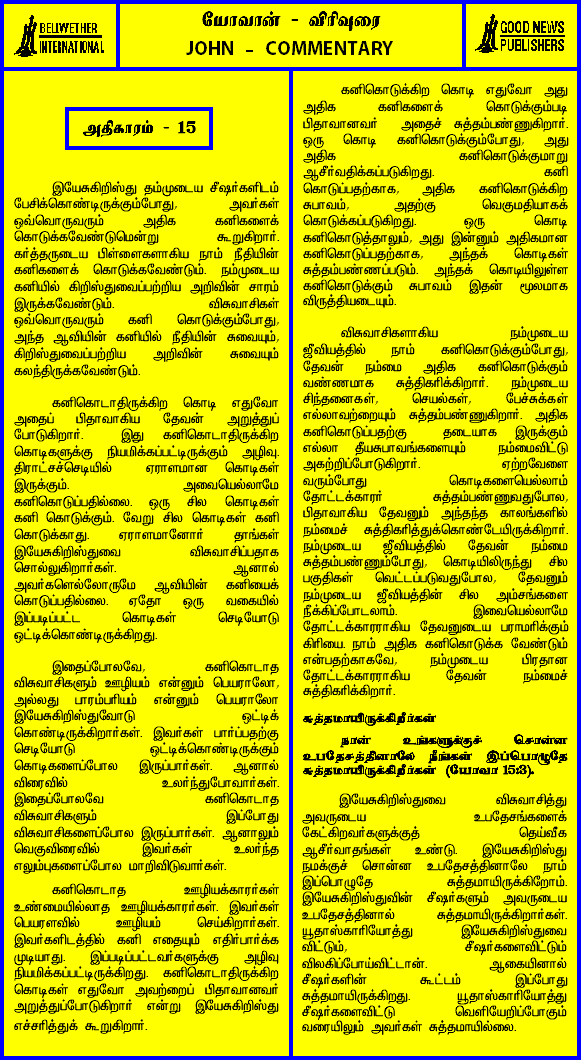 BELWETHER
INTERNATIONAL
யோவான் - விரிவுரை
JOHN - COMMENTARY
GOOD NEWS
PUBLISHERS
அதிகாரம் - 15
இயேசுகிறிஸ்து தம்முடைய சீஷர்களிடம்
பேசிக்கொண்டிருக்கும்போது, அவர்கள்
ஒவ்வொருவரும் அதிக கனிகளைக்
கொடுக்கவேண்டுமென்று கூறுகிறார்.
கர்த்தருடைய பிள்ளைகளாகிய நாம் நீதியின்
கனிகளைக் கொடுக்கவேண்டும். நம்முடைய
கனியில் கிறிஸ்துவைப்பற்றிய அறிவின் சாரம்
இருக்கவேண்டும். விசுவாசிகள்
ஒவ்வொருவரும் கனி கொடுக்கும்போது,
அந்த ஆவியின் கனியில் நீதியின் சுவையும்,
கிறிஸ்துவைப்பற்றிய அறிவின் சுவையும்
கலந்திருக்கவேண்டும்.
கனிகொடாதிருக்கிற கொடி எதுவோ
அதைப் பிதாவாகிய தேவன் அறுத்துப்
போடுகிறார். இது கனிகொடாதிருக்கிற
கொடிகளுக்கு நியமிக்கப்பட்டிருக்கும் அழிவு.
திராட்சச்செடியில் ஏராளமான கொடிகள்
இருக்கும். அவையெல்லாமே
கனிகொடுப்பதில்லை. ஒரு சில கொடிகள்
கனி கொடுக்கும். வேறு சில கொடிகள் கனி
கொடுக்காது. ஏராளமானோர் தாங்கள்
இயேசுகிறிஸ்துவை விசுவாசிப்பதாக
சொல்லுகிறார்கள். ஆனால்
அவர்களெல்லோருமே ஆவியின் கனியைக்
கொடுப்பதில்லை. ஏதோ ஒரு வகையில்
இப்படிப்பட்ட கொடிகள் செடியோடு
ஒட்டிக்கொண்டிருக்கிறது.
இதைப்போலவே, கனிகொடாத
விசுவாசிகளும் ஊழியம் என்னும் பெயராலோ,
அல்லது பாரம்பரியம் என்னும் பெயராலோ
இயேசுகிறிஸ்துவோடு ஒட்டிக்
கொண்டிருக்கிறார்கள். இவர்கள் பார்ப்பதற்கு
செடியோடு ஒட்டிக்கொண்டிருக்கும்
கொடிகளைப்போல இருப்பார்கள். ஆனால்
விரைவில் உலர்ந்துபோவார்கள்.
இதைப்போலவே கனிகொடாத
விசுவாசிகளும் இப்போது
விசுவாசிகளைப்போல இருப்பார்கள். ஆனாலும்
வெகுவிரைவில் இவர்கள் உலர்ந்த
எலும்புகளைப்போல மாறிவிடுவார்கள்.
கனிகொடாத ஊழியக்காரர்கள்
உண்மையில்லாத ஊழியக்காரர்கள். இவர்கள்
பெயரளவில் ஊழியம் செய்கிறார்கள்.
இவர்களிடத்தில் கனி எதையும் எதிர்பார்க்க
முடியாது. இப்படிப்பட்டவர்களுக்கு அழிவு
நியமிக்கப்பட்டிருக்கிறது. கனிகொடாதிருக்கிற
கொடிகள் எதுவோ அவற்றைப் பிதாவானவர்
அறுத்துப்போடுகிறார் என்று இயேசுகிறிஸ்து
எச்சரித்துக் கூறுகிறார்.
கனிகொடுக்கிற கொடி எதுவோ அது
அதிக கனிகளைக் கொடுக்கும்படி
பிதாவானவர் அதைச் சுத்தம்பண்ணுகிறார்.
ஒரு கொடி கனிகொடுக்கும்போது, அது
அதிக கனிகொடுக்குமாறு
ஆசீர்வதிக்கப்படுகிறது. கனி
கொடுப்பதற்காக, அதிக கனிகொடுக்கிற
சுபாவம், அதற்கு வெகுமதியாகக்
கொடுக்கப்படுகிறது. ஒரு கொடி
கனிகொடுத்தாலும், அது இன்னும் அதிகமான
கனிகொடுப்பதற்காக, அந்தக் கொடிகள்
சுத்தம்பண்ணப்படும். அந்தக் கொடியிலுள்ள
கனிகொடுக்கும் சுபாவம் இதன் மூலமாக
விருத்தியடையும்.
விசுவாசிகளாகிய நம்முடைய
ஜீவியத்தில் நாம் கனிகொடுக்கும்போது,
தேவன் நம்மை அதிக கனிகொடுக்கும்
வண்ணமாக சுத்திகரிக்கிறார். நம்முடைய
சிந்தனைகள், செயல்கள், பேச்சுக்கள்
எல்லாவற்றையும் சுத்தம்பண்ணுகிறார். அதிக
கனிகொடுப்பதற்கு தடையாக இருக்கும்
எல்லா தீயசுபாவங்களையும் நம்மைவிட்டு
அகற்றிப்போடுகிறார். ஏற்றவேளை
வரும்போது கொடிகளையெல்லாம்
தோட்டக்காரர் சுத்தம்பண்ணுவதுபோல,
பிதாவாகிய தேவனும் அந்தந்த காலங்களில்
நம்மைச் சுத்திகரித்துக்கொண்டேயிருக்கிறார்.
நம்முடைய ஜீவியத்தில் தேவன் நம்மை
சுத்தம்பண்ணும்போது, கொடியிலிருந்து சில
பகுதிகள் வெட்டப்படுவதுபோல, தேவனும்
நம்முடைய ஜீவியத்தின் சில அம்சங்களை
நீக்கிப்போடலாம். இவையெல்லாமே
தோட்டக்காரராகிய தேவனுடைய பராமரிக்கும்
கிரியை. நாம் அதிக கனிகொடுக்க வேண்டும்
என்பதற்காகவே, நம்முடைய பிரதான
தோட்டக்காரராகிய தேவன் நம்மைச்
சுத்திகரிக்கிறார்.
சுத்தமாயிருக்கிறீர்கள்
நான் உங்களுக்குச் சொன்ன
உபதேசத்தினாலே நீங்கள் இப்பொழுதே
சுத்தமாயிருக்கிறீர்கள் (யோவா 15:3).
இயேசுகிறிஸ்துவை விசுவாசித்து
அவருடைய உபதேசங்களைக்
கேட்கிறவர்களுக்குத் தெய்வீக
ஆசீர்வாதங்கள் உண்டு. இயேசுகிறிஸ்து
நமக்குச் சொன்ன உபதேசத்தினாலே நாம்
இப்பொழுதே சுத்தமாயிருக்கிறோம்.
இயேசுகிறிஸ்துவின் சீஷர்களும் அவருடைய
உபதேசத்தினால் சுத்தமாயிருக்கிறார்கள்.
யூதாஸ்காரியோத்து இயேசுகிறிஸ்துவை
விட்டும், சீஷர்களைவிட்டும்
விலகிப்போய்விட்டான். ஆகையினால்
சீஷர்களின் கூட்டம் இப்போது
சுத்தமாயிருக்கிறது. யூதாஸ்காரியோத்து
சீஷர்களைவிட்டு வெளியேறிப்போகும்
வரையிலும் அவர்கள் சுத்தமாயில்லை.